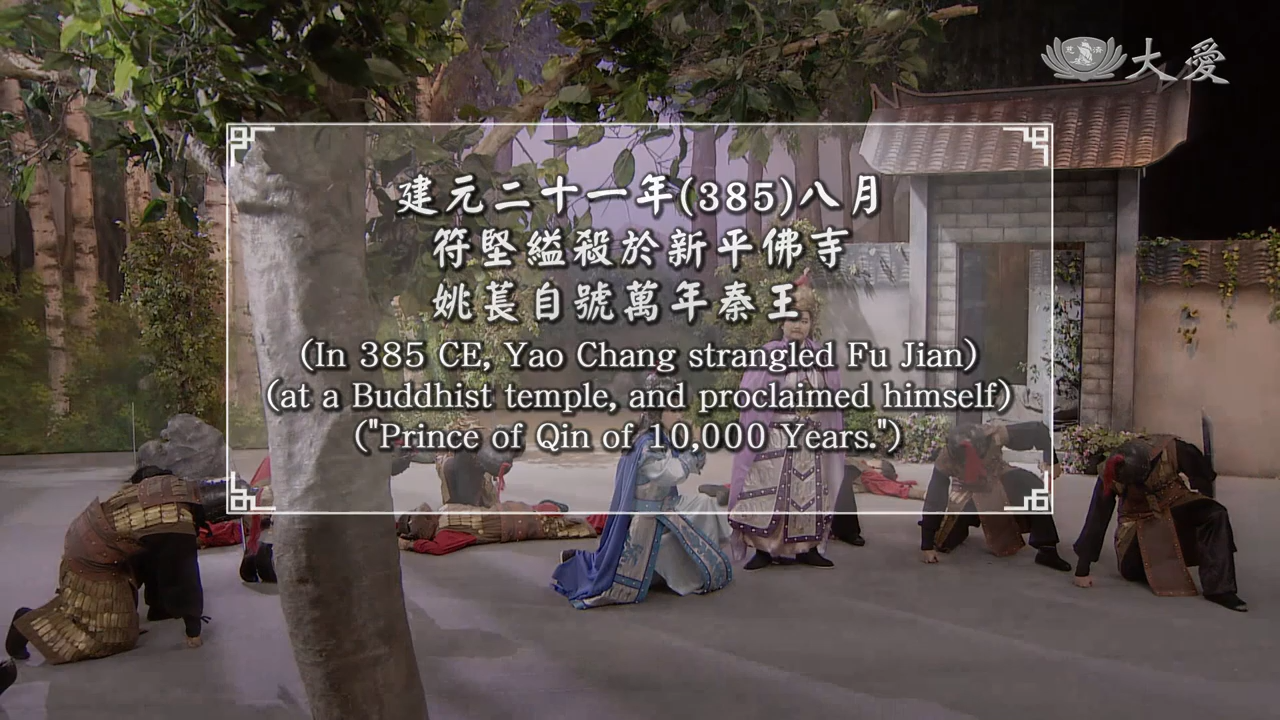 大愛
建元二十一年(385)八月
符堅縊殺於新平佛寺
姚萇自號萬年秦王
(In 385 CE, Yao Chang strangled Fu Jian)
(at a Buddhist temple, and proclaimed himself)
("Prince of Qin of 10,000 Years.")